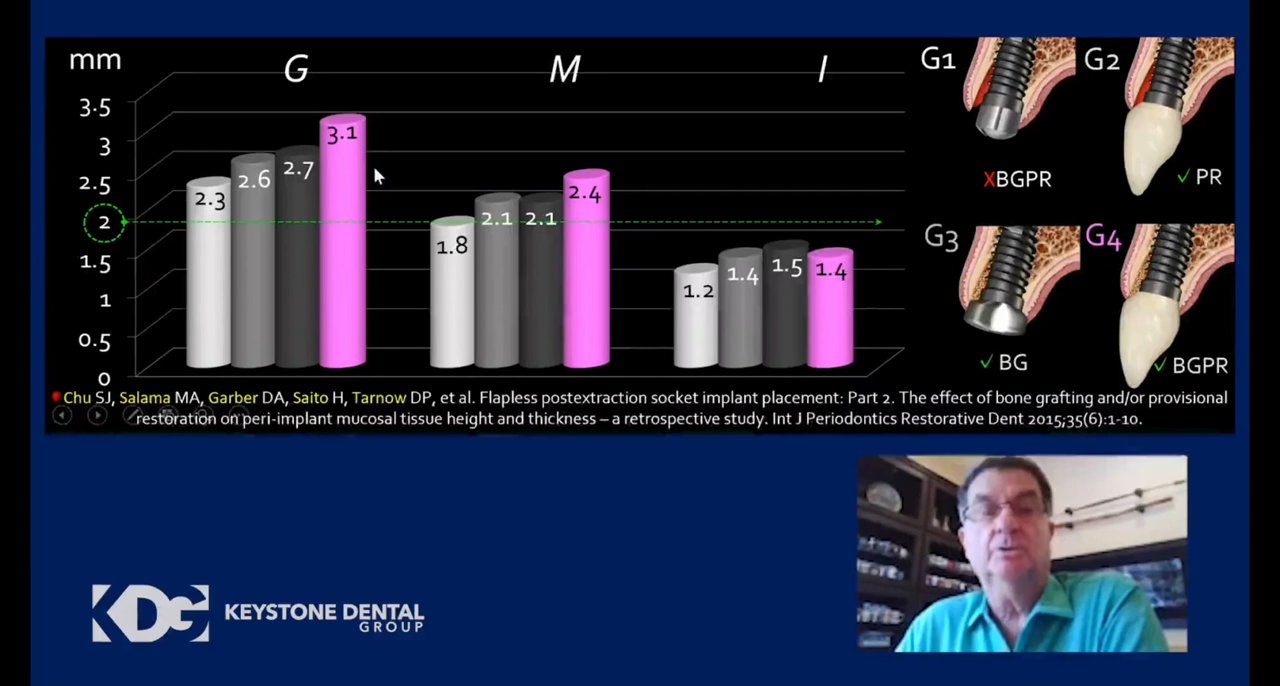 mm
G
M
I
3.5
3
2.5
2
1.5
1
0.5
0
2.3
2.6
2.7
3.1
1.8
2.1
2.1
2.4
1.2
1.4
1.5
1.4
G1
XBGPR
G2
✓ PR
G3
✓ BG
G4
✓ BGPR
Chu SJ, Salama MA, Garber DA, Saito H, Tarnow DP, et al. Flapless postextraction socket implant placement: Part 2. The effect of bone grafting and/or provisional
restoration on peri-implant mucosal tissue height and thickness – a retrospective study. Int J Periodontics Restorative Dent 2015;35(6):1-10.
KDG
KEYSTONE DENTAL
GROUP